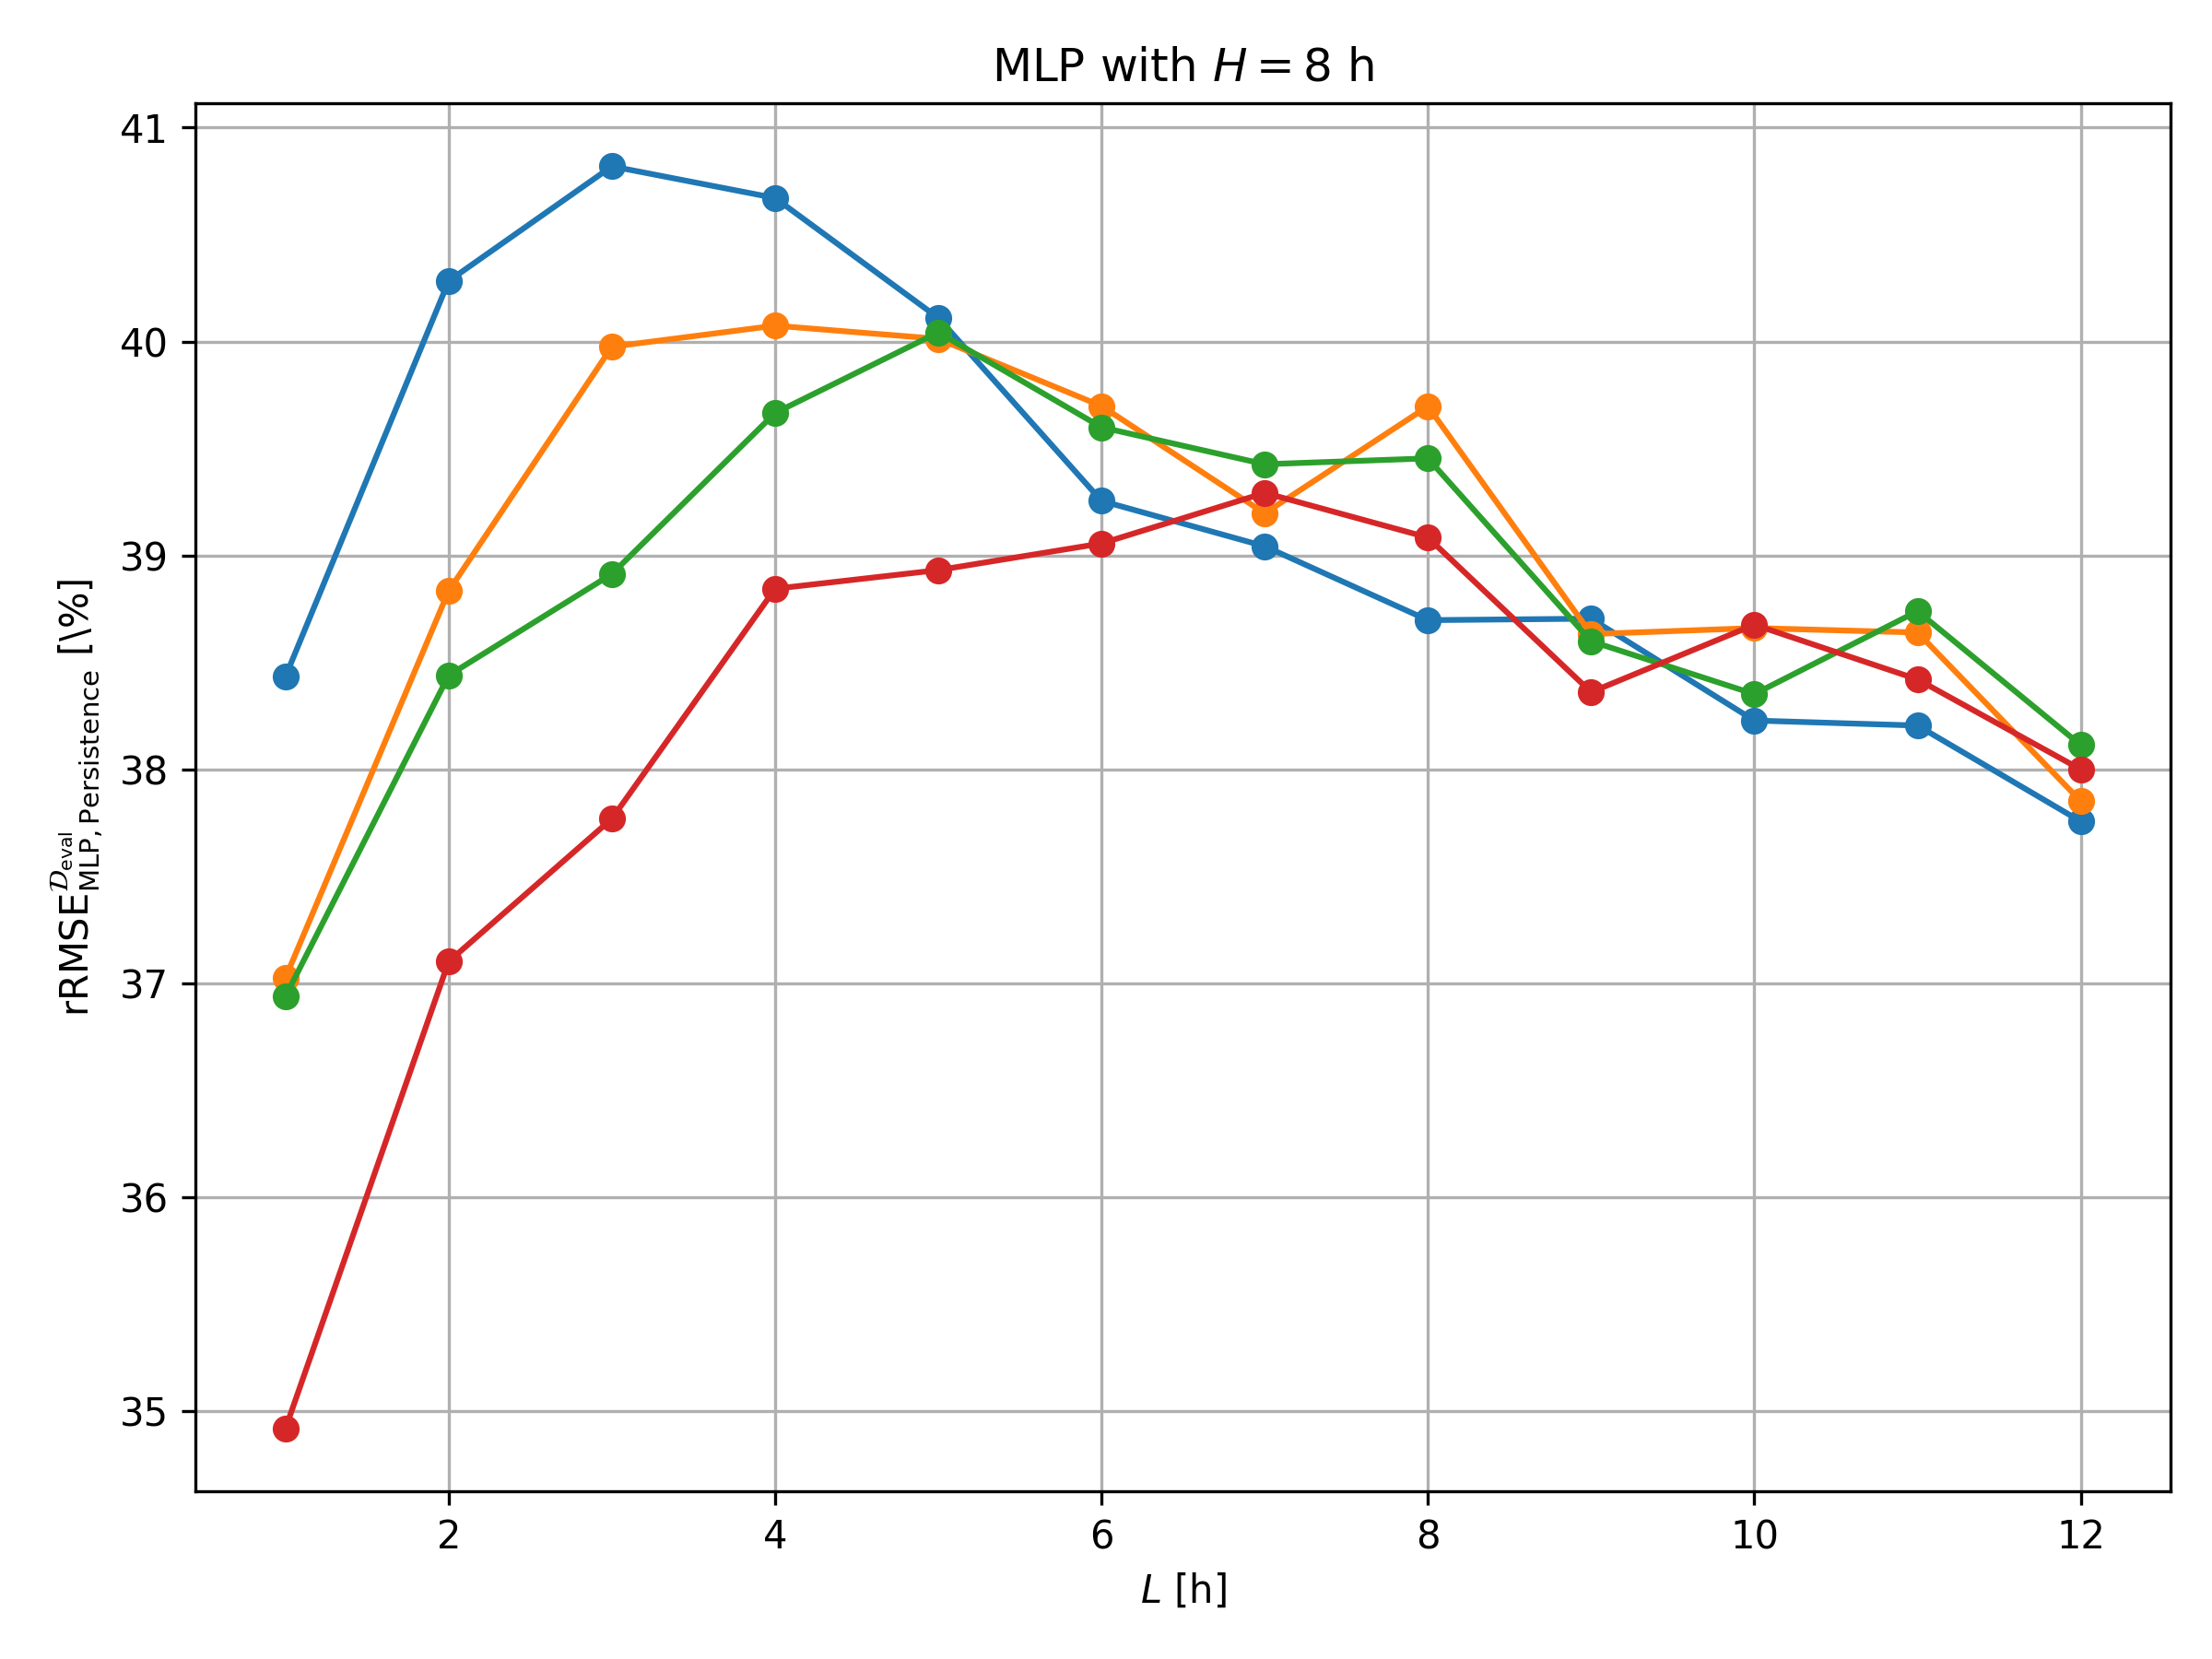 MLP with H = 8 h
rRMSE^{𝒟_eval}_{MLP, Persistence} [\%]
41
40
39
38
37
36
35
2 4 6 8 10 12
L [h]